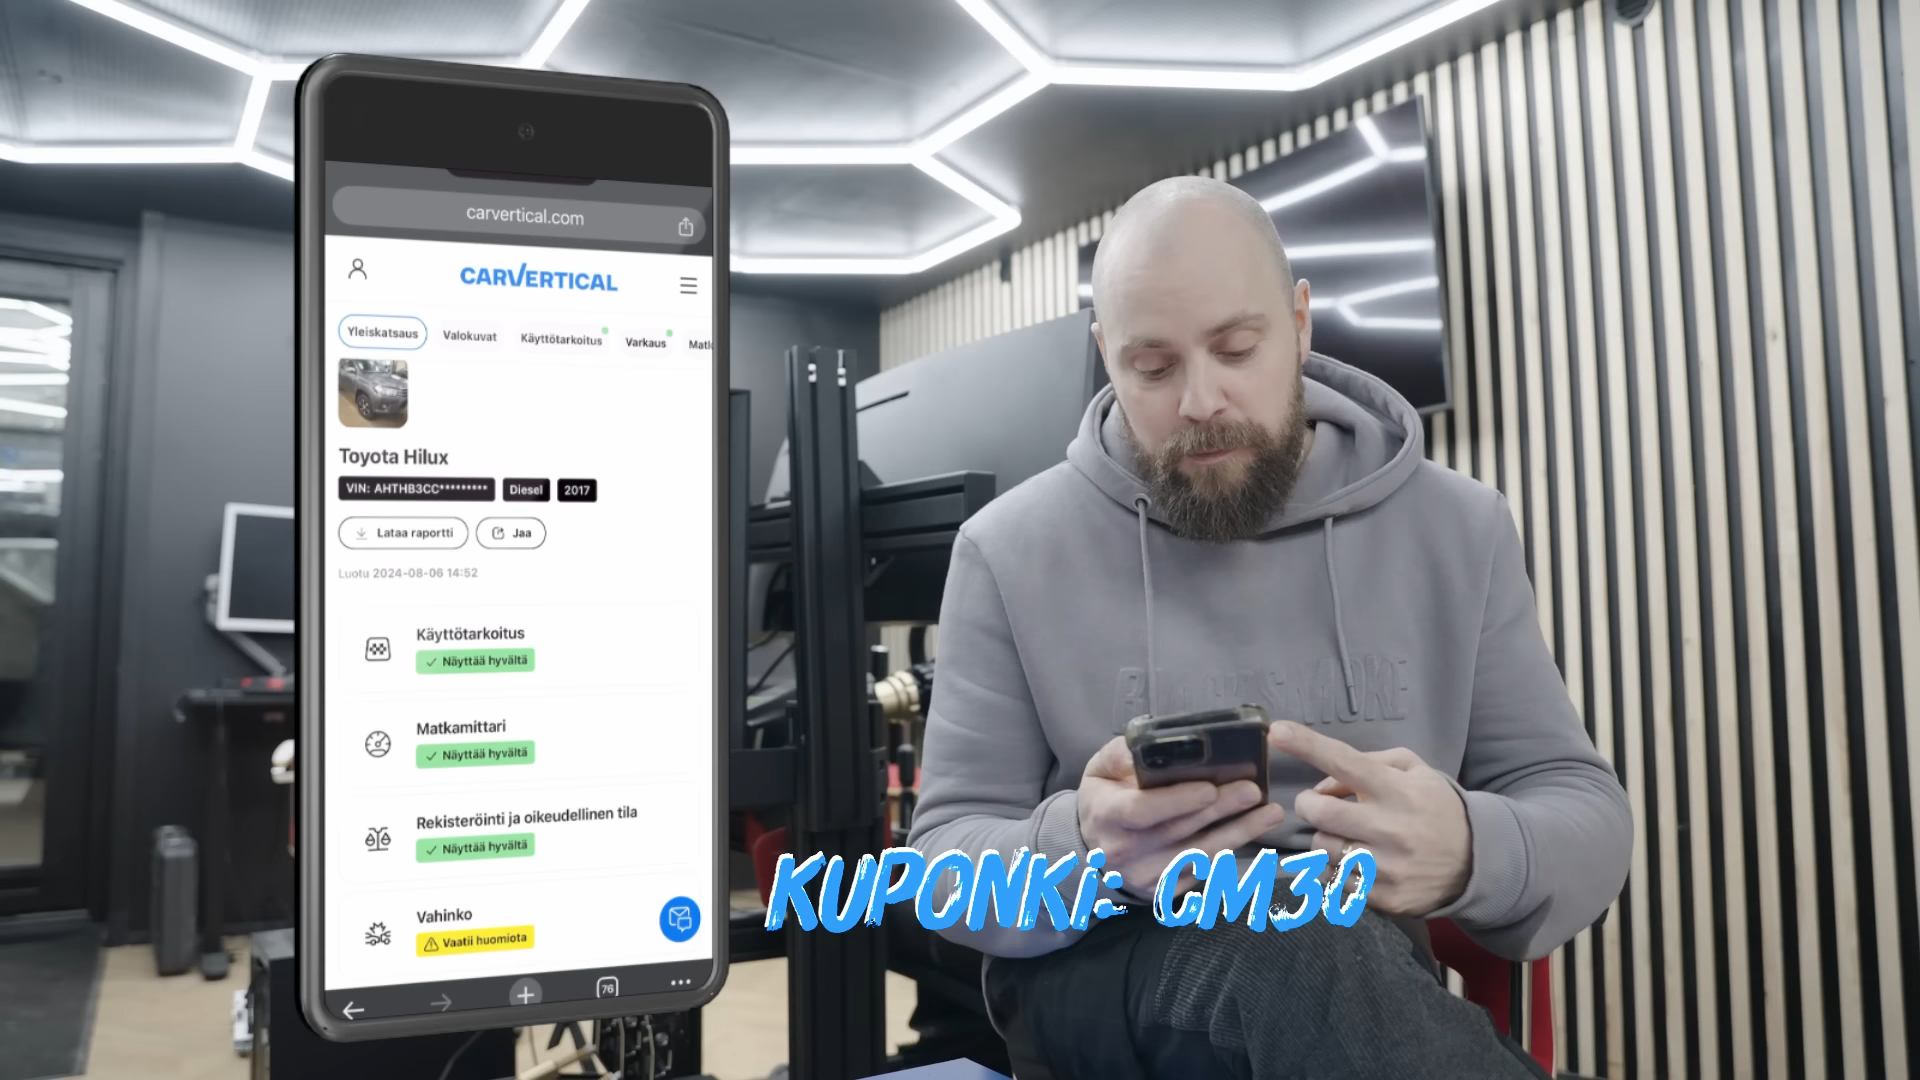 carvertical.com
CARVERTICAL
Yleiskatsaus Valokuvat Käyttötarkoitus Varkaus Matk
Toyota Hilux
VIN: AHTHB3CC********* Diesel 2017
Lataa raportti Jaa
Luotu 2024-08-06 14:52
Käyttötarkoitus
Näyttää hyvältä
Matkamittari
Näyttää hyvältä
Rekisteröinti ja oikeudellinen tila
Näyttää hyvältä
Vahinko
Vaatii huomiota
76
BLACKSMOKE
KUPONKi: CM30